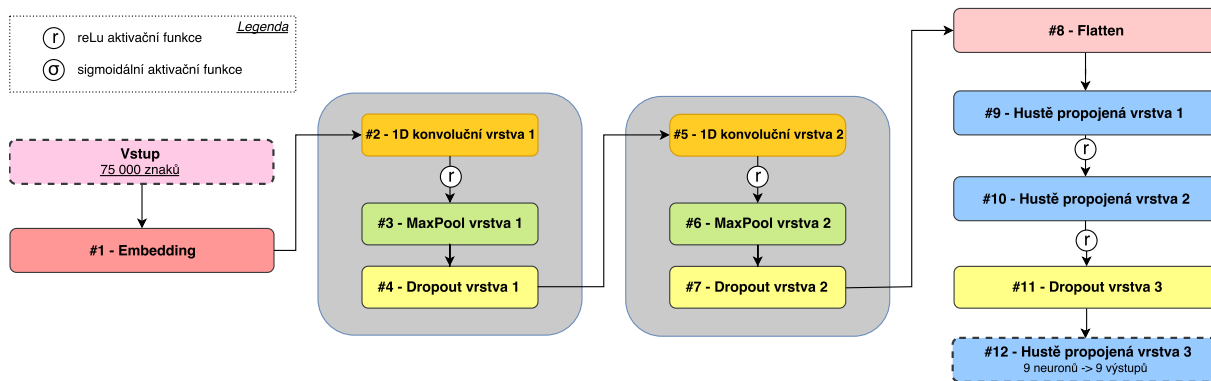 Legenda
r reLu aktivační funkce
σ sigmoidální aktivační funkce
Vstup
75 000 znaků
#1 - Embedding
#2 - 1D konvoluční vrstva 1
r
#3 - MaxPool vrstva 1
#4 - Dropout vrstva 1
#5 - 1D konvoluční vrstva 2
r
#6 - MaxPool vrstva 2
#7 - Dropout vrstva 2
#8 - Flatten
#9 - Hustě propojená vrstva 1
r
#10 - Hustě propojená vrstva 2
r
#11 - Dropout vrstva 3
#12 - Hustě propojená vrstva 3
9 neuronů -> 9 výstupů